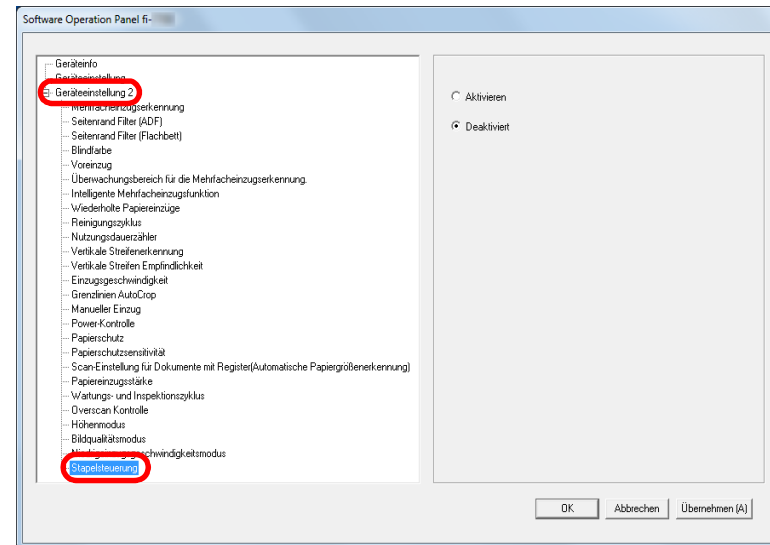 Software Operation Panel fi-
Geräteinfo
Geräteeinstellung
Geräteeinstellung 2
Mehrfacheinzugserkennung
Seitenrand Filter (ADF)
Seitenrand Filter (Flachbett)
Blindfarbe
Voreinzug
Überwachungsbereich für die Mehrfacheinzugserkennung.
Intelligente Mehrfacheinzugsfunktion
Wiederholte Papiereinzüge
Reinigungszyklus
Nutzungsdauerzähler
Vertikale Streifenerkennung
Vertikale Streifen Empfindlichkeit
Einzugsgeschwindigkeit
Grenzlinien AutoCrop
Manueller Einzug
Power-Kontrolle
Papierschutz
Papierschutzsensitivität
Scan-Einstellung für Dokumente mit Register(Automatische Papiergrößenerkennung)
Papiereinzugsstärke
Wartungs- und Inspektionszyklus
Overscan Kontrolle
Höhenmodus
Bildqualitätsmodus
Niedrigeinzugsgeschwindigkeitsmodus
Stapelsteuerung
Aktivieren
Deaktiviert
OK
Abbrechen
Übernehmen (A)